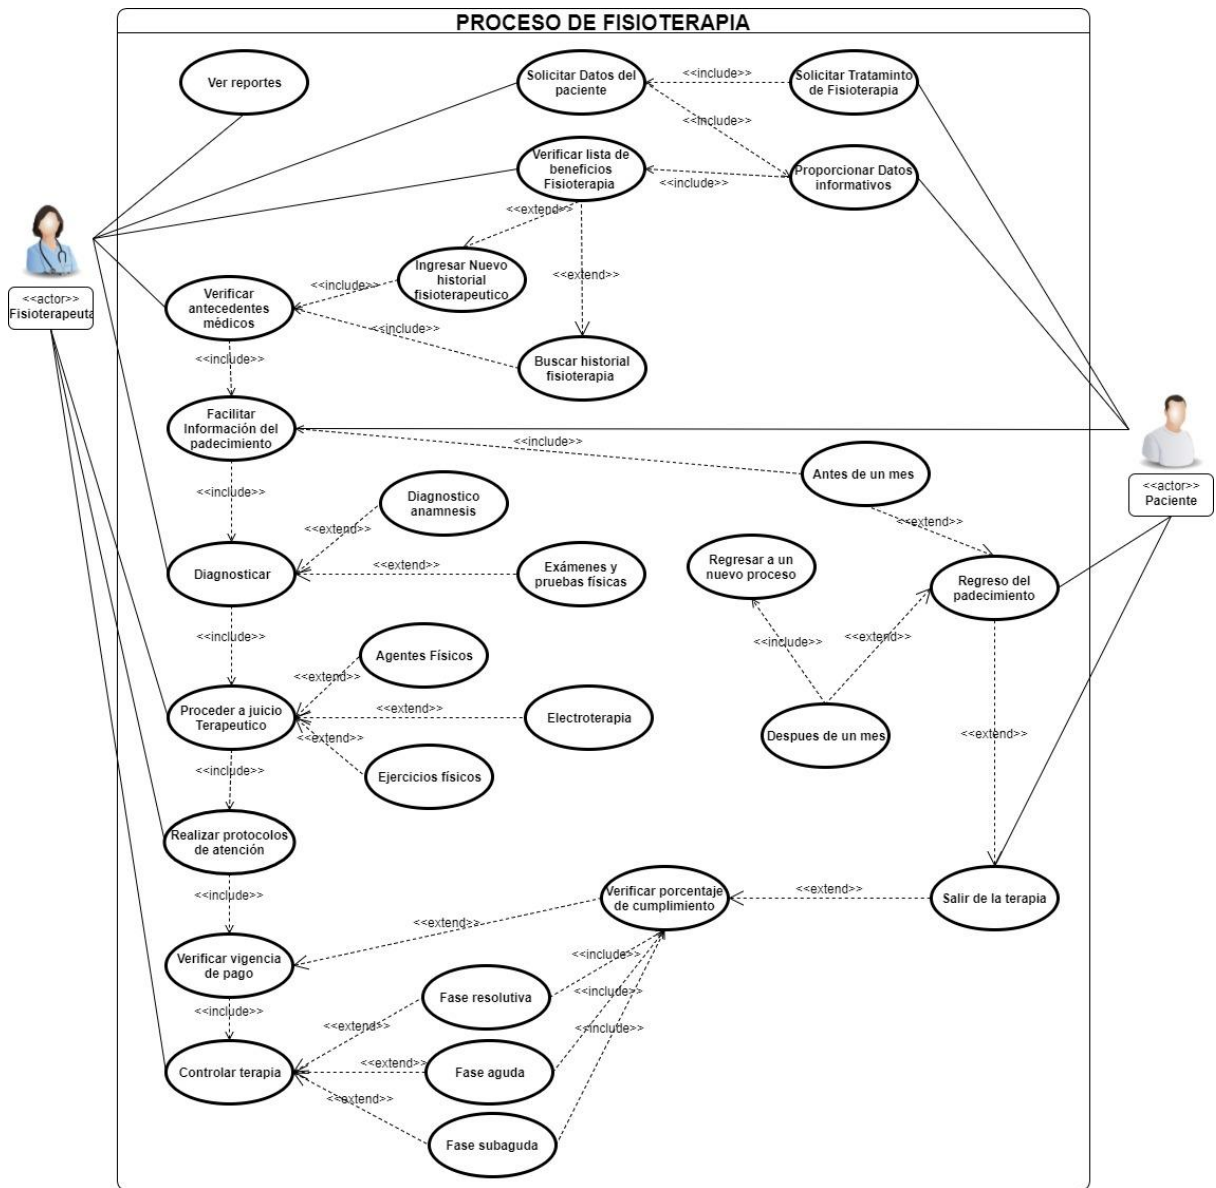 PROCESO DE FISIOTERAPIA
Ver reportes
Solicitar Datos del
paciente
<<include>>
Solicitar Trataminto
de Fisioterapia
<<include>>
Verificar lista de
beneficios
Fisioterapia
<<include>>
Proporcionar Datos
informativos
<<extend>>
<<extend>>
Ingresar Nuevo
historial
fisioterapeutico
<<include>>
<<actor>>
Fisioterapeuta
Verificar
antecedentes
médicos
<<include>>
Buscar historial
fisioterapia
<<include>>
Facilitar
Información del
padecimiento
<<include>>
Antes de un mes
<<actor>>
Paciente
<<include>>
Diagnostico
anamnesis
<<extend>>
<<extend>>
Diagnosticar
<<extend>>
Exámenes y
pruebas físicas
Regresar a un
nuevo proceso
Regreso del
padecimiento
<<include>>
<<include>>
<<extend>>
Agentes Físicos
<<extend>>
Proceder a juicio
Terapeutico
<<extend>>
Electroterapia
<<extend>>
Despues de un mes
<<extend>>
Ejercicios físicos
<<include>>
Realizar protocolos
de atención
<<include>>
Verificar porcentaje
de cumplimiento
<<extend>>
Salir de la terapia
<<extend>>
Verificar vigencia
de pago
<<include>>
Fase resolutiva
<<include>>
<<include>>
<<extend>>
<<include>>
Controlar terapia
<<extend>>
Fase aguda
<<extend>>
Fase subaguda